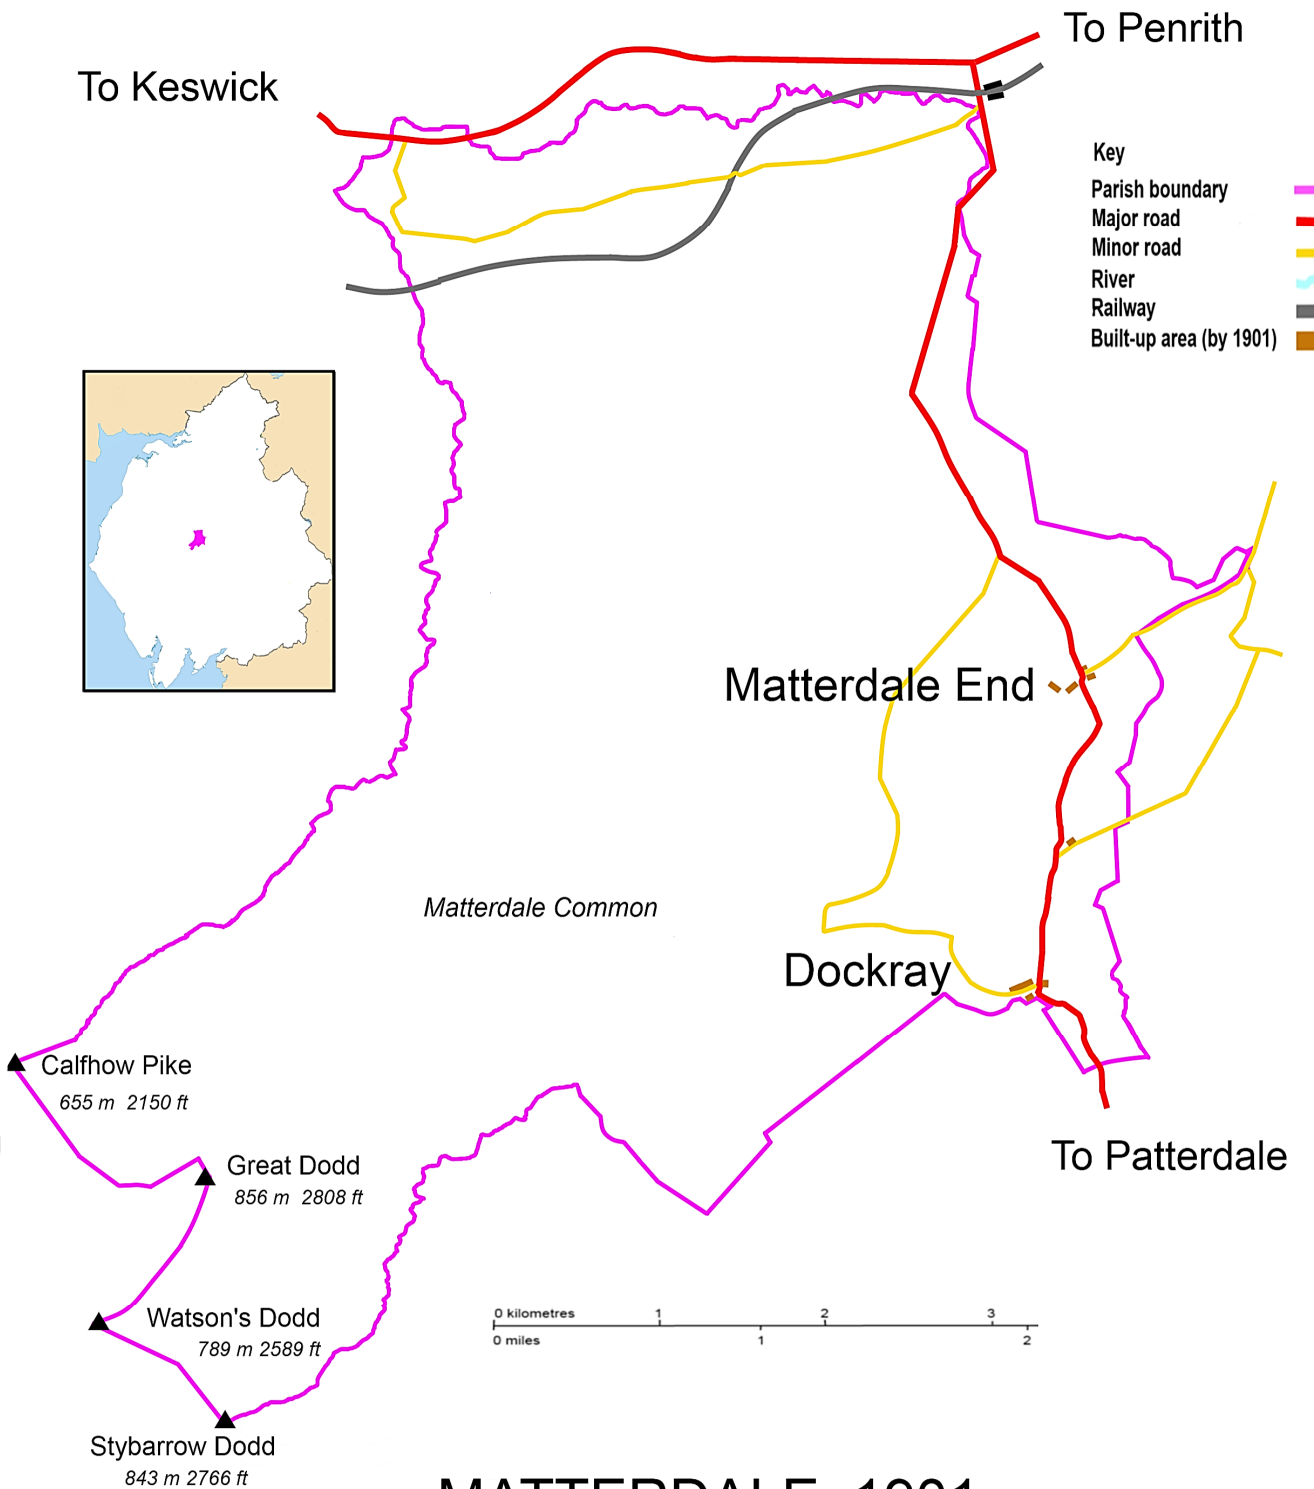 To Penrith
To Keswick
Key
Parish boundary
Major road
Minor road
River
Railway
Built-up area (by 1901)
Matterdale End
Matterdale Common
Dockray
Calfhow Pike
655 m 2150 ft
To Patterdale
Great Dodd
856 m 2808 ft
0 kilometres 1 2 3
0 miles 1 2
Watson's Dodd
789 m 2589 ft
Stybarrow Dodd
843 m 2766 ft
MATTERDALE 1901